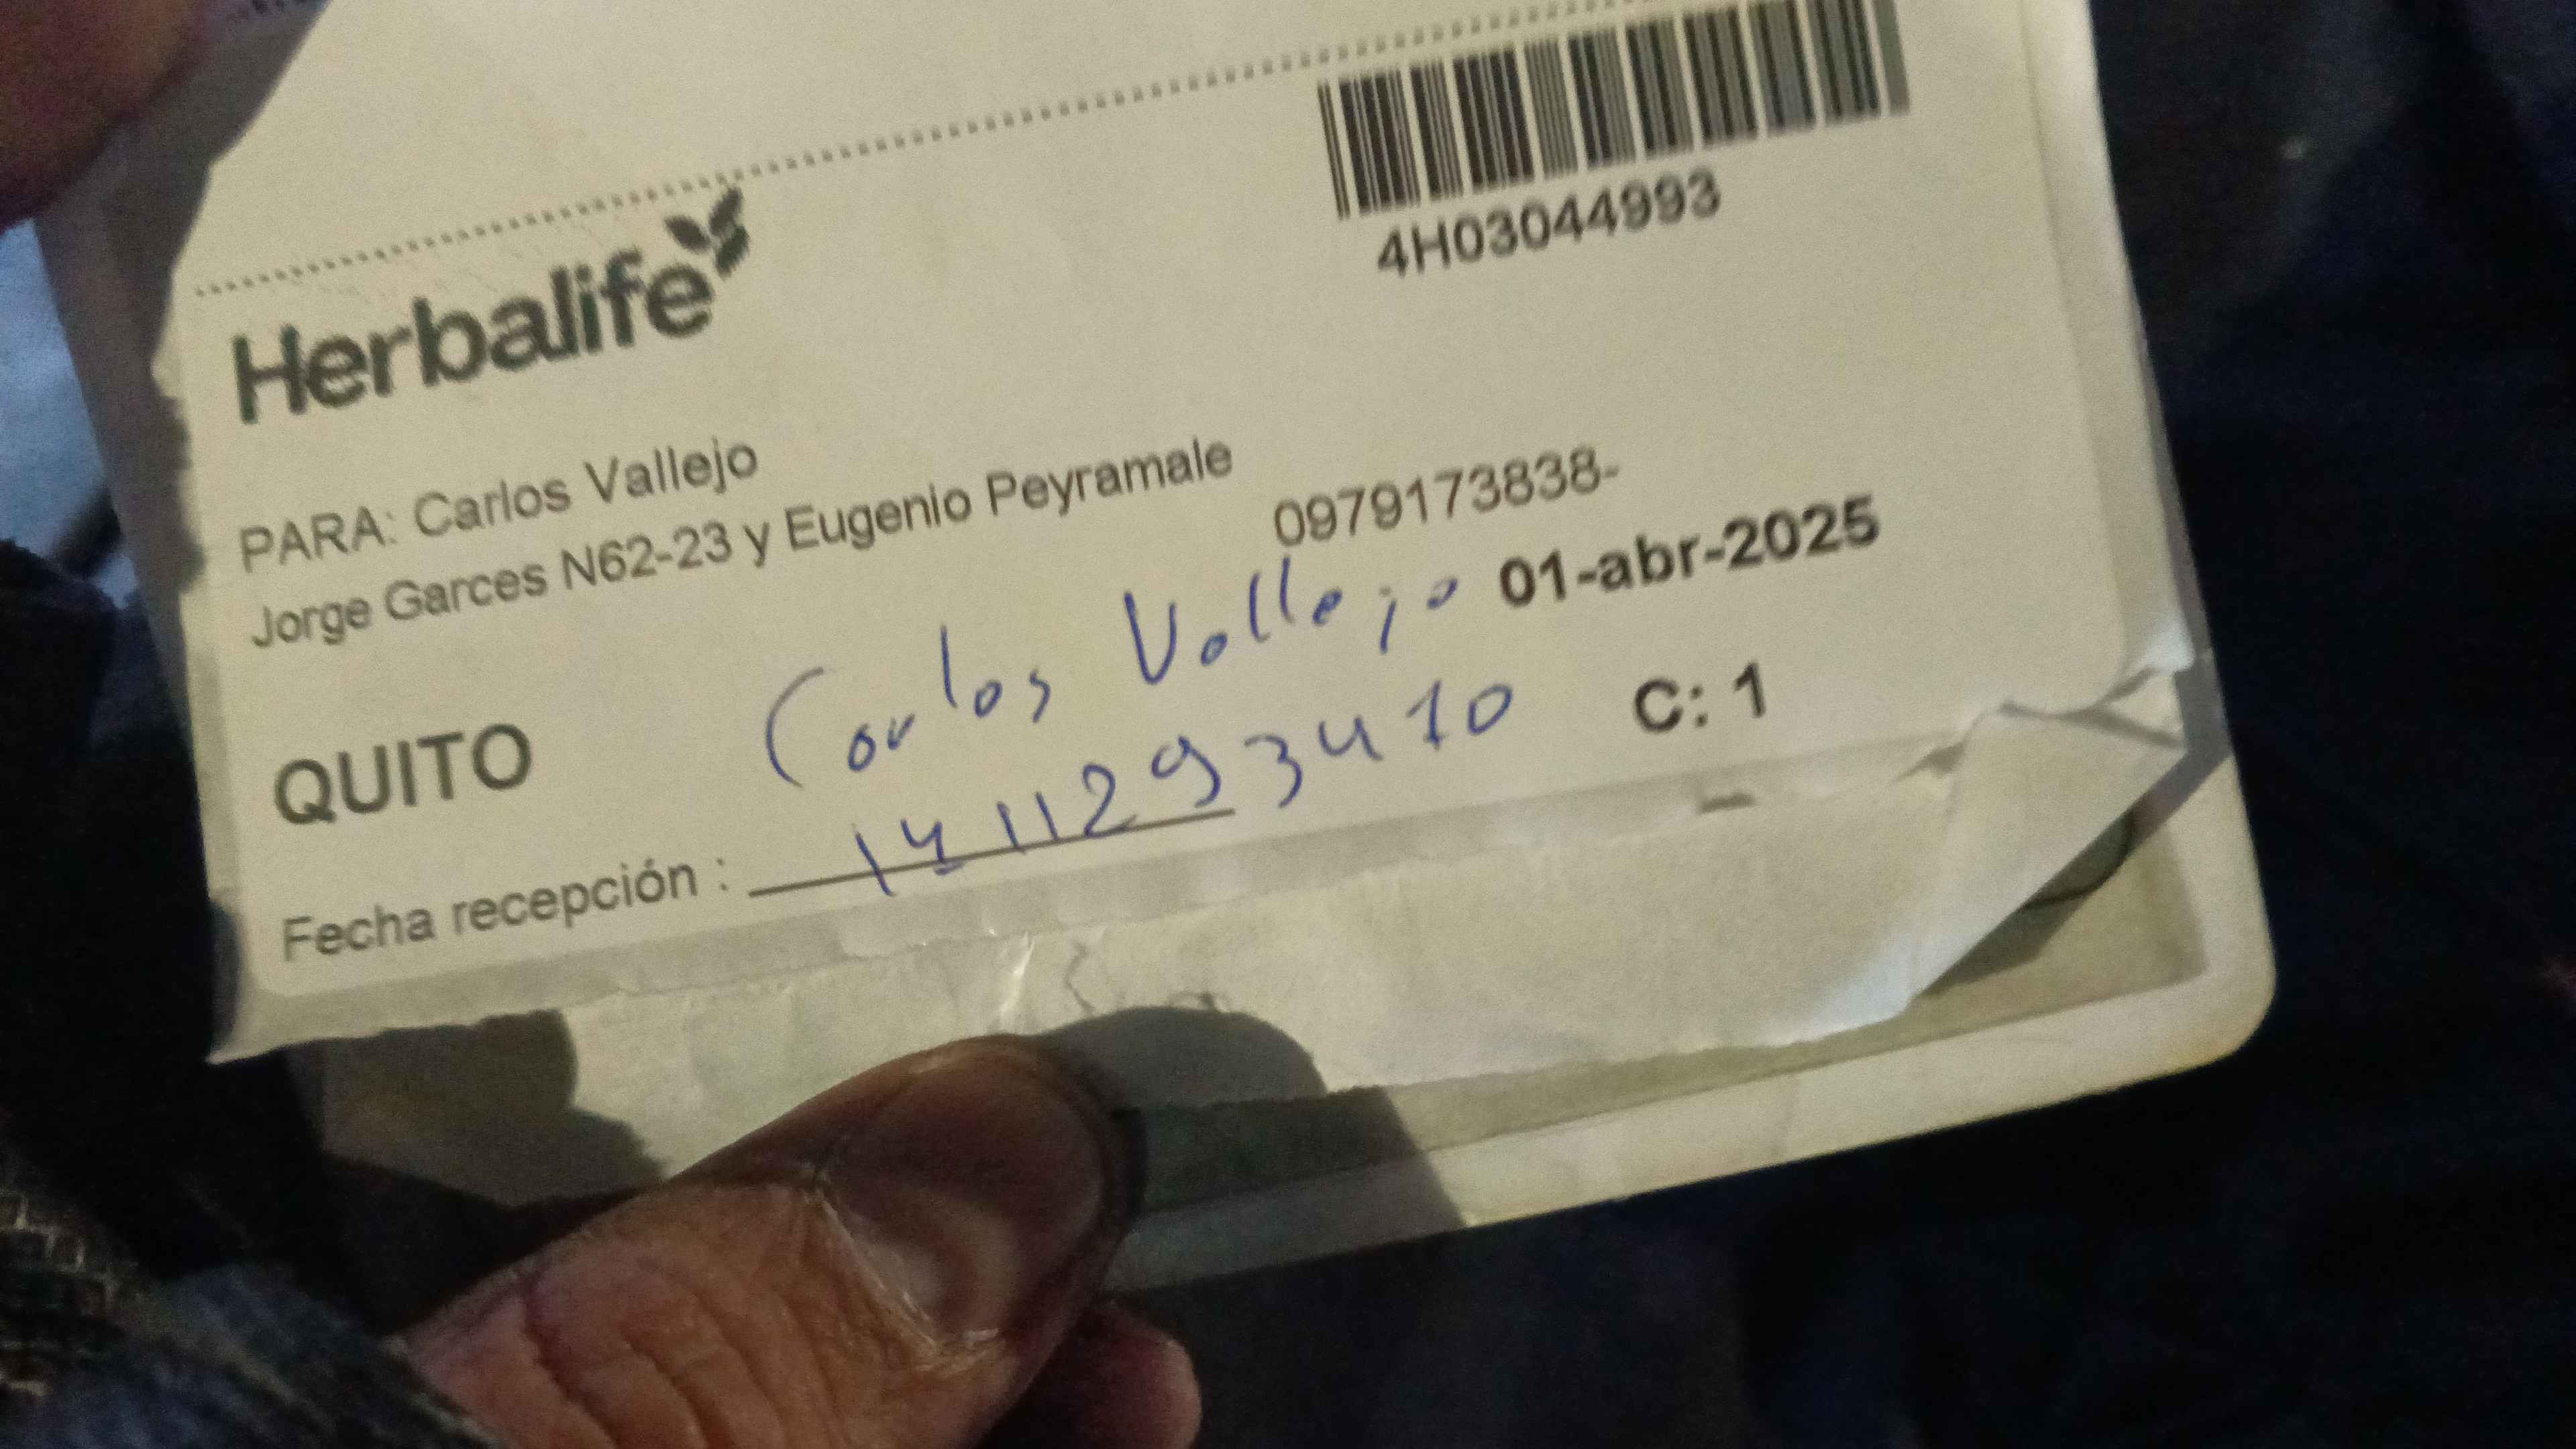 4H03044993
Herbalife
PARA: Carlos Vallejo
Jorge Garces N62-23 y Eugenio Peyramale
0979173838-
01-abr-2025
Carlos Vallejo
QUITO
C: 1
1411293410
Fecha recepción :